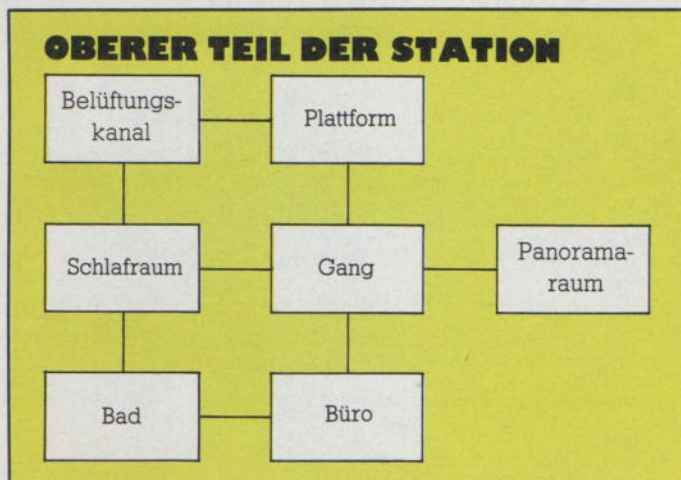 OBERER TEIL DER STATION
Belüftungs-
kanal
Plattform
Schlafraum
Gang
Panorama-
raum
Bad
Büro